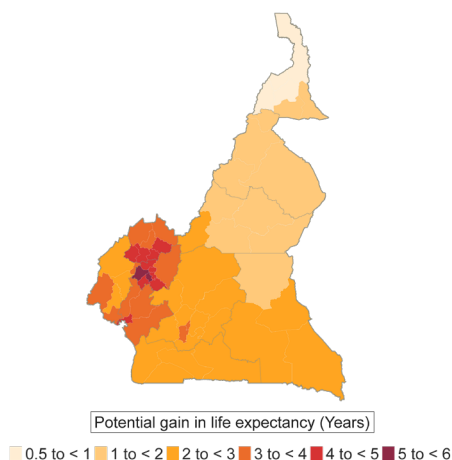 Potential gain in life expectancy (Years)
0.5 to < 1 1 to < 2 2 to < 3 3 to < 4 4 to < 5 5 to < 6